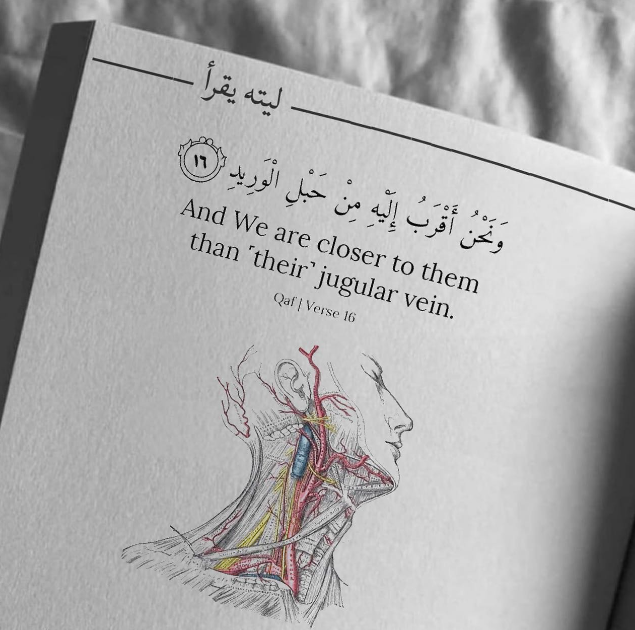 ليته يقرأ
وَنَحْنُ أَقْرَبُ إِلَيْهِ مِنْ حَبْلِ الْوَرِيدِ ١٦
And We are closer to them
than ˹their˺ jugular vein.
Qaf | Verse 16